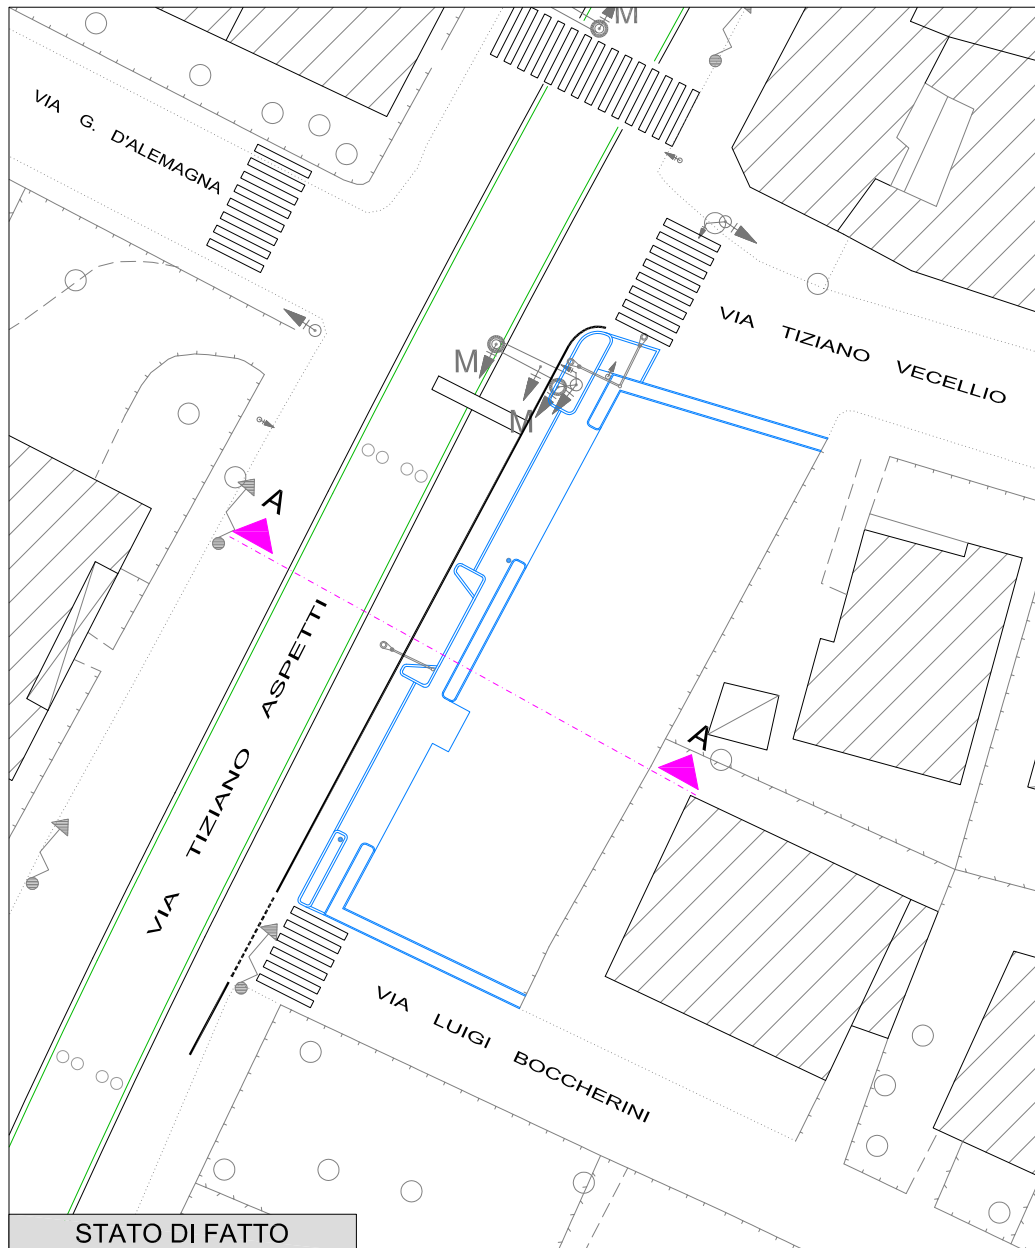 M
VIA G. D'ALEMAGNA
VIA TIZIANO VECELLIO
M
M
A
VIA TIZIANO ASPETTI
A
VIA LUIGI BOCCHERINI
STATO DI FATTO